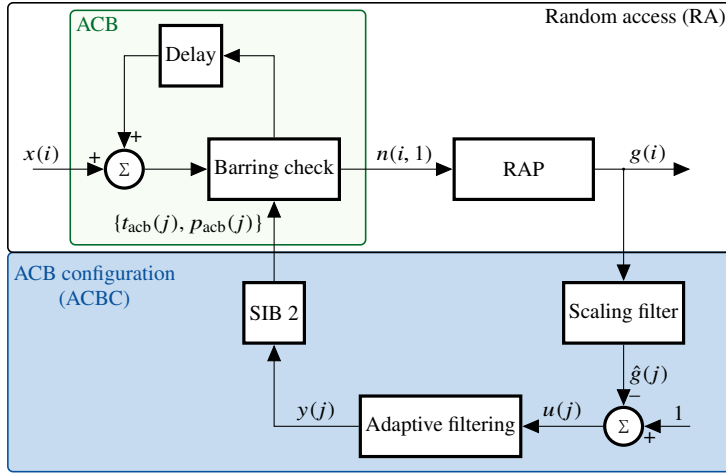 Random access (RA)
ACB
Delay
+
x(i)
+
Σ
Barring check
n(i, 1)
RAP
g(i)
{t_acb(j), p_acb(j)}
ACB configuration
(ACBC)
SIB 2
Scaling filter
ĝ(j)
−
y(j)
Adaptive filtering
u(j)
Σ
1
+